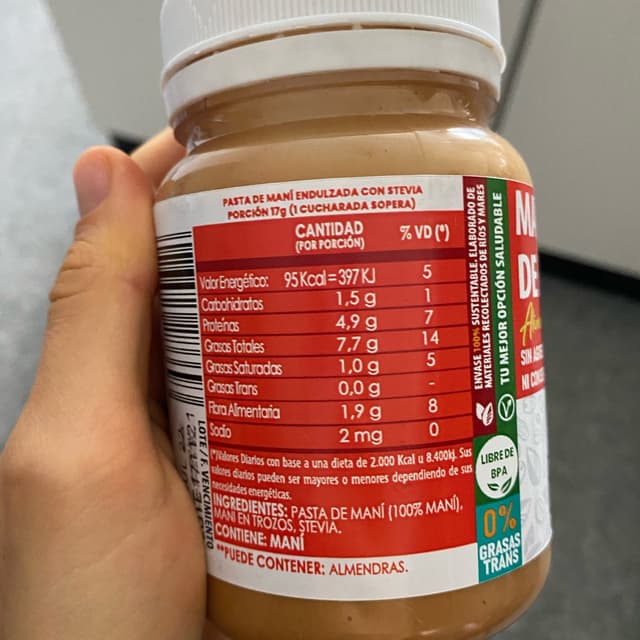 PASTA DE MANÍ ENDULZADA CON STEVIA
PORCIÓN 17g (1 CUCHARADA SOPERA)
CANTIDAD % VD (*)
(POR PORCIÓN)
Valor Energético: 95 Kcal = 397 KJ 5
Carbohidratos 1,5 g 1
Proteínas 4,9 g 7
Grasas Totales 7,7 g 14
Grasas Saturadas 1,0 g 5
Grasas Trans 0,0 g -
Fibra Alimentaria 1,9 g 8
Sodio 2 mg 0
(*)Valores Diarios con base a una dieta de 2.000 Kcal u 8.400kj. Sus
valores diarios pueden ser mayores o menores dependiendo de sus
necesidades energéticas.
INGREDIENTES: PASTA DE MANÍ (100% MANÍ),
MANÍ EN TROZOS, STEVIA.
CONTIENE: MANÍ
**PUEDE CONTENER: ALMENDRAS.
LOTE/F. VENCIMIENTO
ENVASE 100% SUSTENTABLE, ELABORADO DE
MATERIALES RECOLECTADOS DE RÍOS Y MARES
TU MEJOR OPCIÓN SALUDABLE
LIBRE DE
BPA
0%
GRASAS
TRANS
DE
SIN
NI